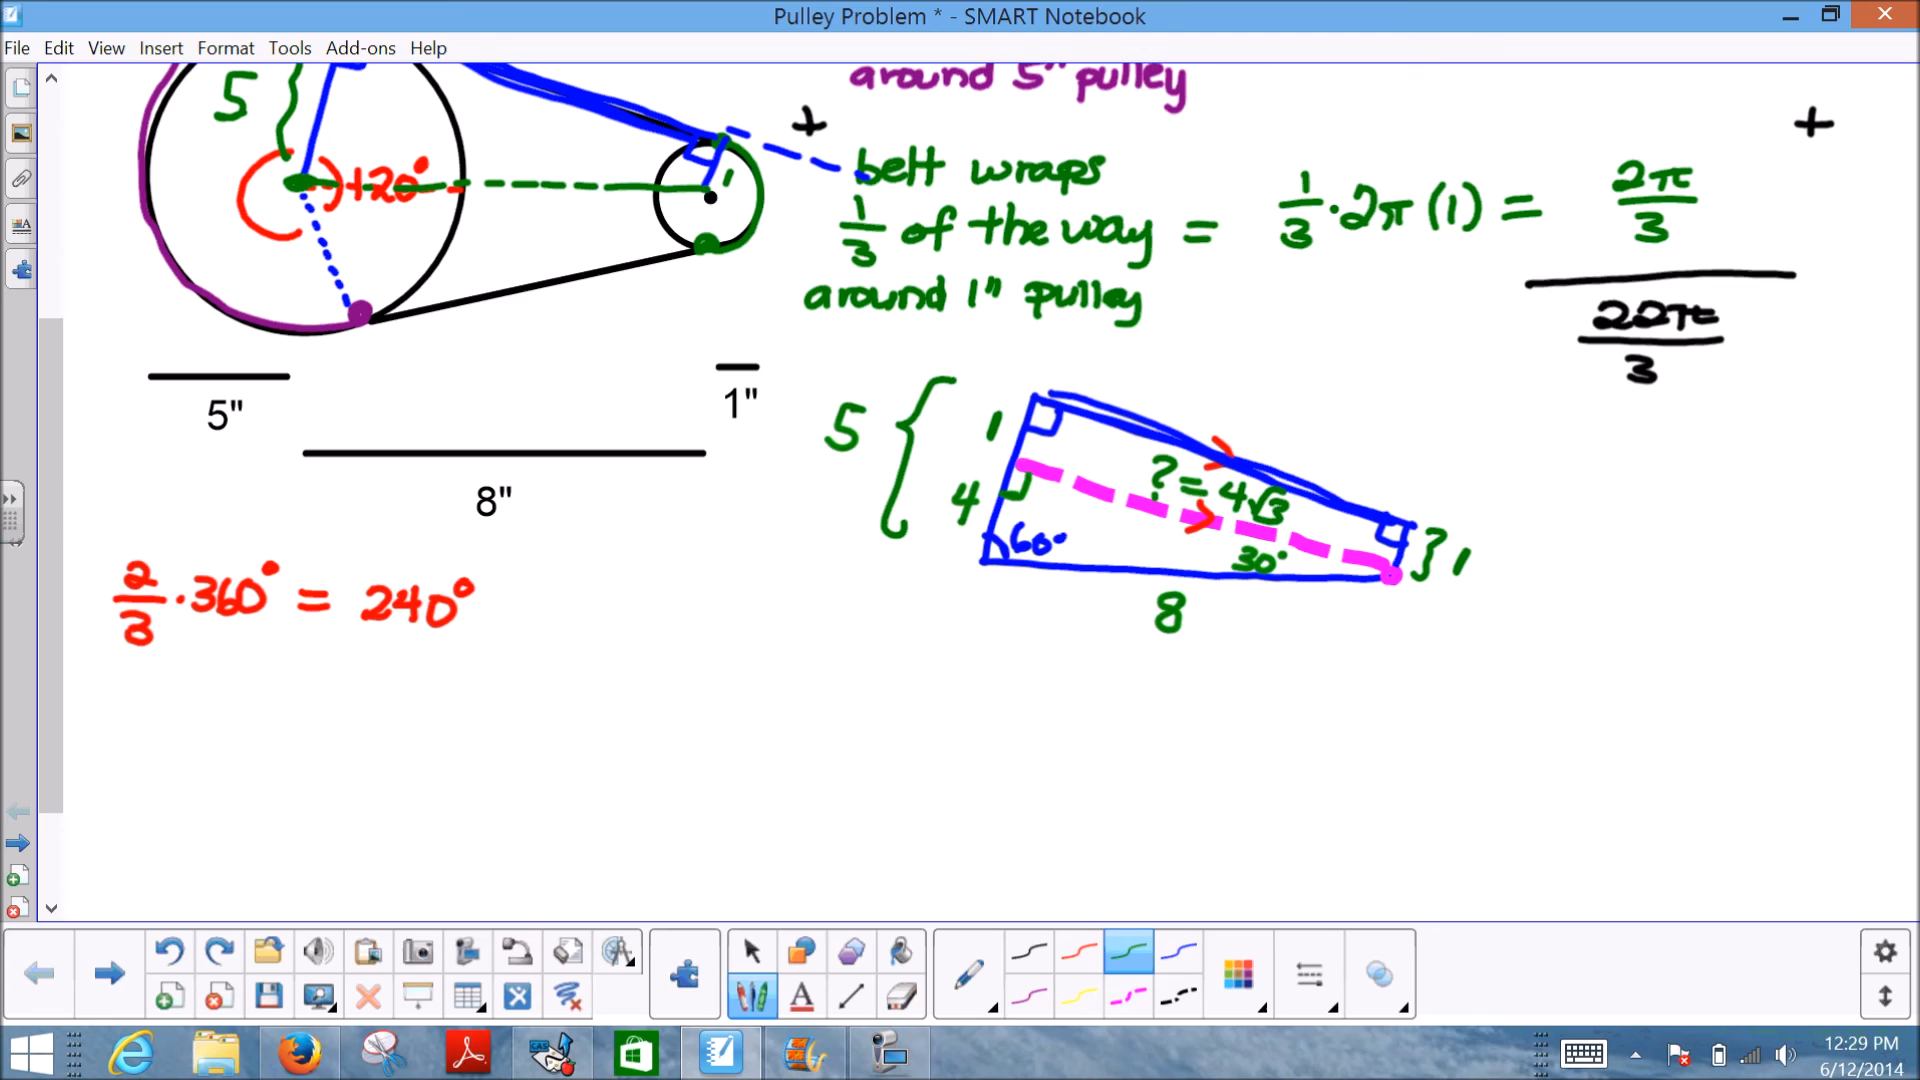 Pulley Problem * - SMART Notebook
File Edit View Insert Format Tools Add-ons Help
around 5" pulley
5
+
+
120°
1
belt wraps
1/3 of the way = 1/3 · 2π (1) = 2π/3
around 1" pulley
22π/3
5"
1"
8"
5
1
4
? = 4√3
60°
30°
1
8
2/3 · 360° = 240°
A
CAS
12:29 PM
6/12/2014